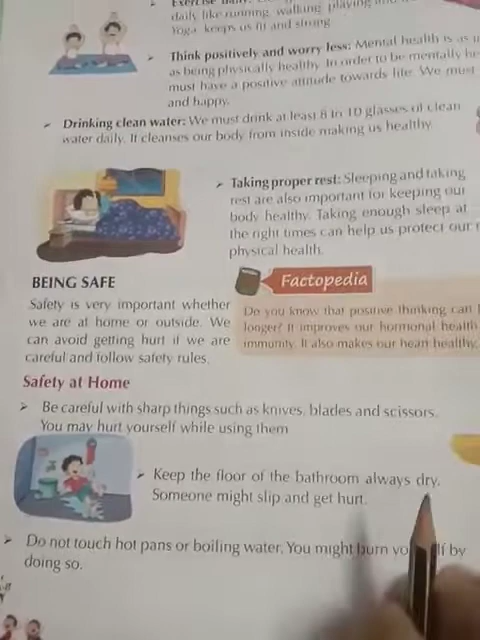 Exercise daily:
daily like running, walking, playing and
Yoga keeps us fit and strong.
➢ Think positively and worry less: Mental health is as
as being physically healthy. In order to be mentally he
must have a positive attitude towards life. We must
and happy.
➢ Drinking clean water: We must drink at least 8 to 10 glasses of clean
water daily. It cleanses our body from inside making us healthy.
➢ Taking proper rest: Sleeping and taking
rest are also important for keeping our
body healthy. Taking enough sleep at
the right times can help us protect our
physical health.
BEING SAFE
Safety is very important whether
we are at home or outside. We
can avoid getting hurt if we are
careful and follow safety rules.
Factopedia
Do you know that positive thinking can
longer? It improves our hormonal health
immunity. It also makes our heart healthy.
Safety at Home
➢ Be careful with sharp things such as knives, blades and scissors.
You may hurt yourself while using them
➢ Keep the floor of the bathroom always dry.
Someone might slip and get hurt.
➢ Do not touch hot pans or boiling water. You might burn yo lf by
doing so.